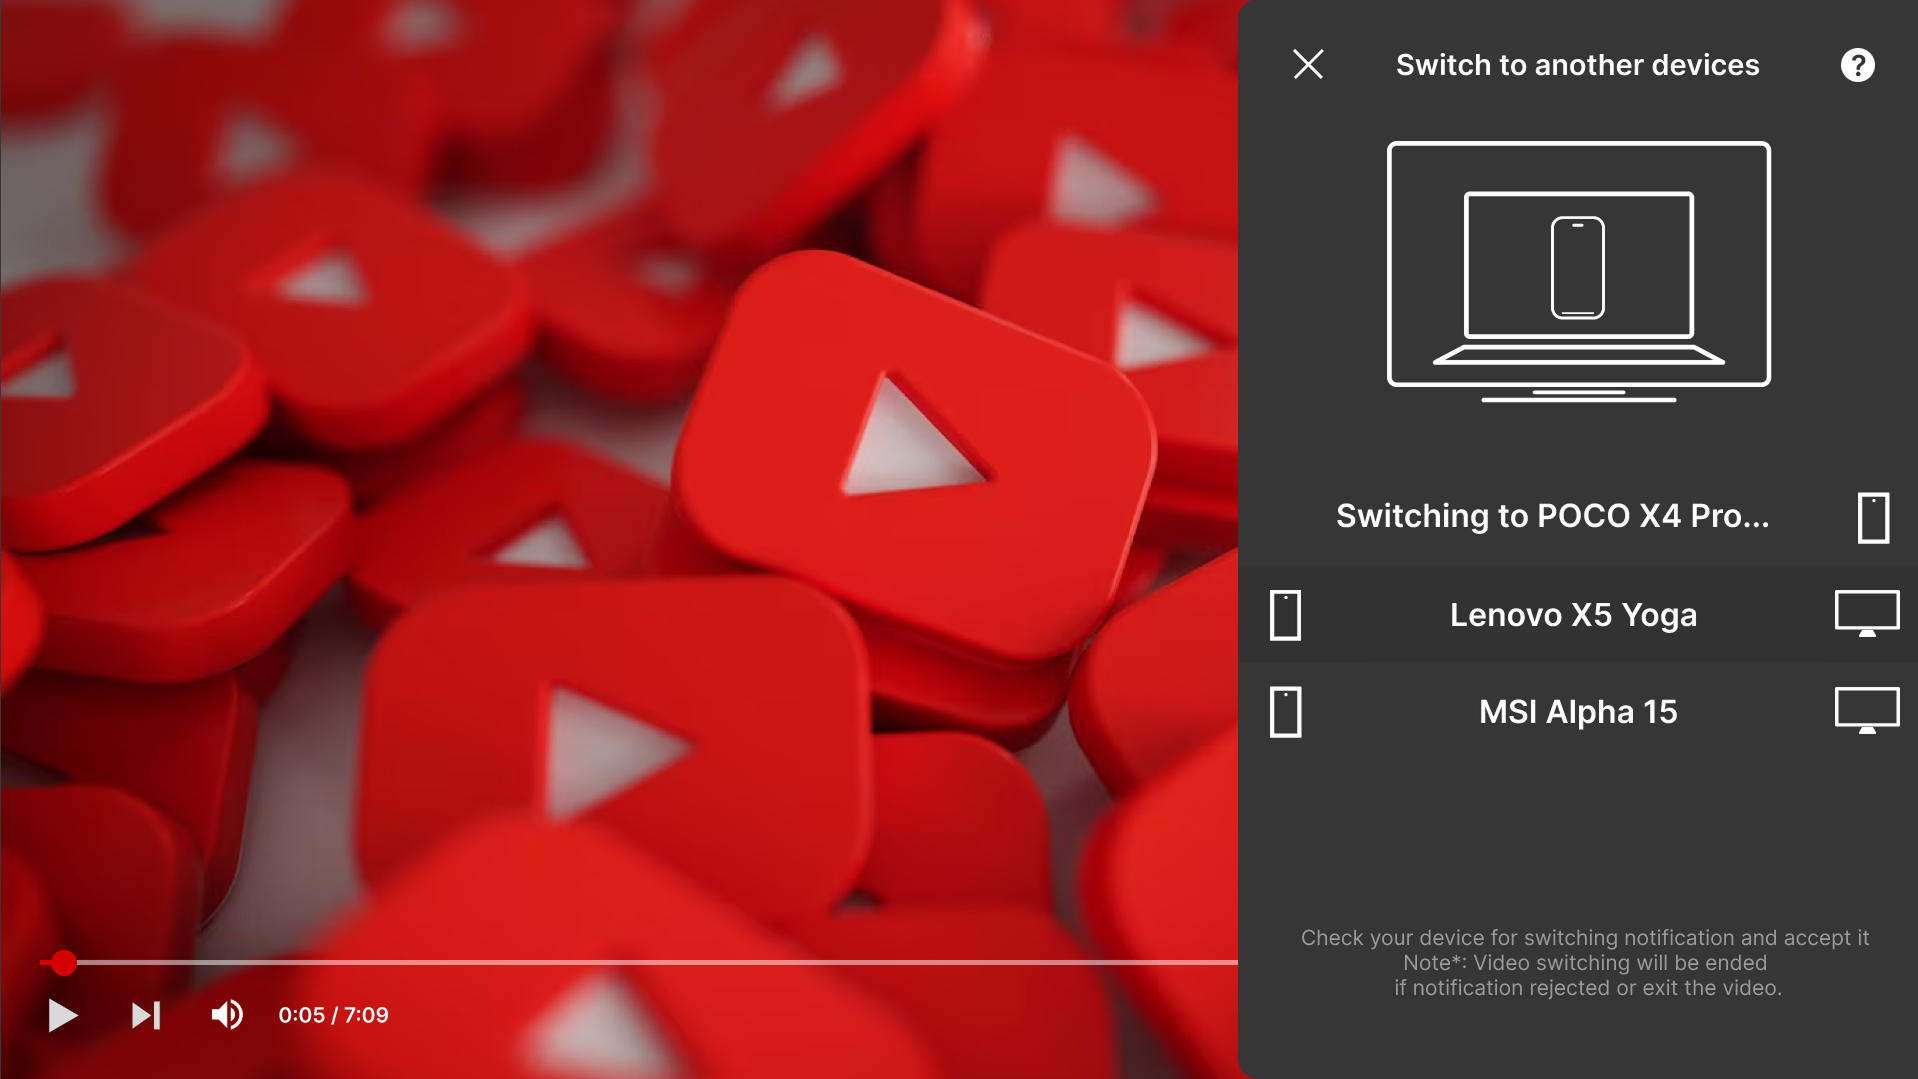 Switch to another devices
?
Switching to POCO X4 Pro...
Lenovo X5 Yoga
MSI Alpha 15
Check your device for switching notification and accept it
Note*: Video switching will be ended
if notification rejected or exit the video.
0:05 / 7:09